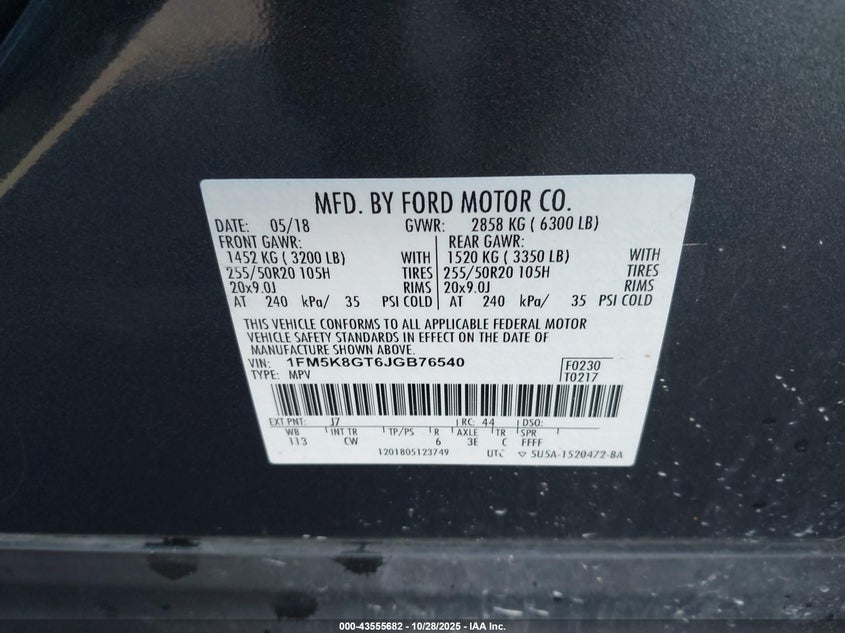 MFD. BY FORD MOTOR CO.
DATE: 05/18 GVWR: 2858 KG ( 6300 LB)
FRONT GAWR: REAR GAWR:
1452 KG ( 3200 LB) WITH 1520 KG ( 3350 LB) WITH
255/50R20 105H TIRES 255/50R20 105H TIRES
20x9.0J RIMS 20x9.0J RIMS
AT 240 kPa/ 35 PSI COLD AT 240 kPa/ 35 PSI COLD
THIS VEHICLE CONFORMS TO ALL APPLICABLE FEDERAL MOTOR
VEHICLE SAFETY STANDARDS IN EFFECT ON THE DATE OF
MANUFACTURE SHOWN ABOVE.
VIN: 1FM5K8GT6JGB76540 F0230
TYPE: MPV T0217
EXT PNT: J7 RC: 44 DSO:
WB INT TR TP/PS R AXLE TR SPR
113 CW 6 3E C FFFF
1201805123749 UTC ▽ 5U5A-1520472-BA
000-43555682 - 10/28/2025 - IAA Inc.